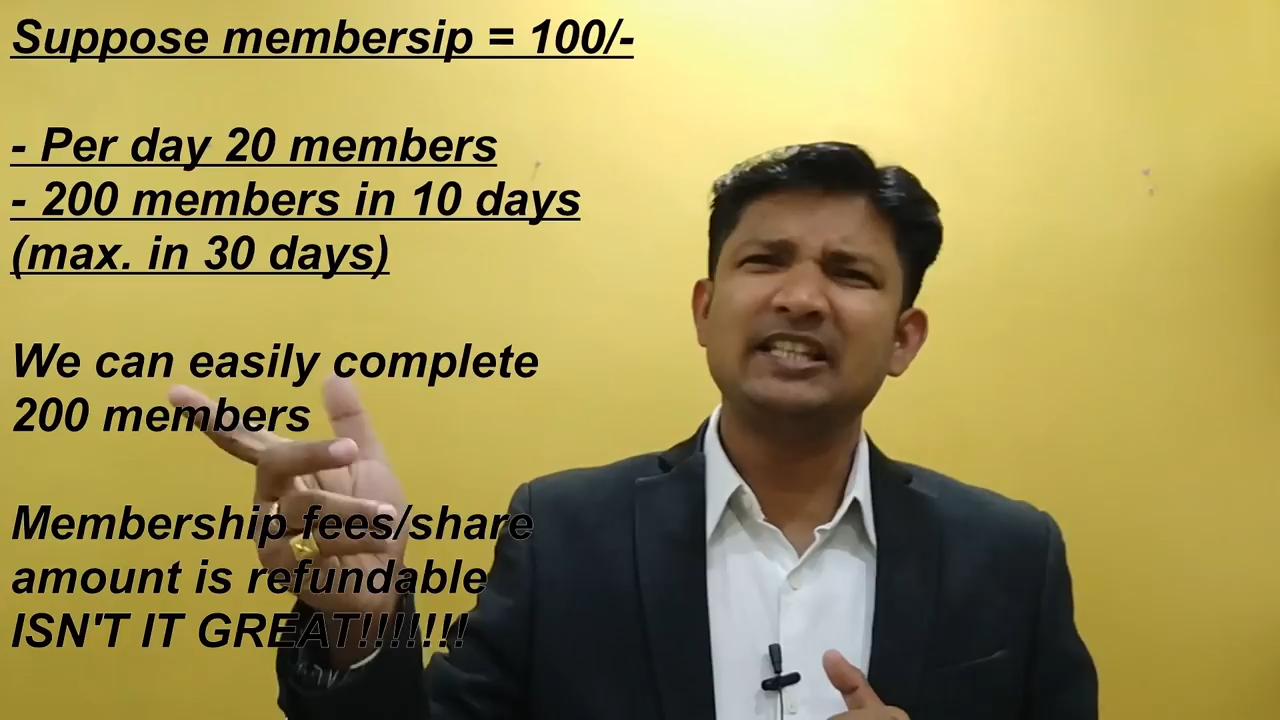 Suppose membersip = 100/-
- Per day 20 members
- 200 members in 10 days
(max. in 30 days)
We can easily complete
200 members
Membership fees/share
amount is refundable
ISN'T IT GREAT!!!!!!!